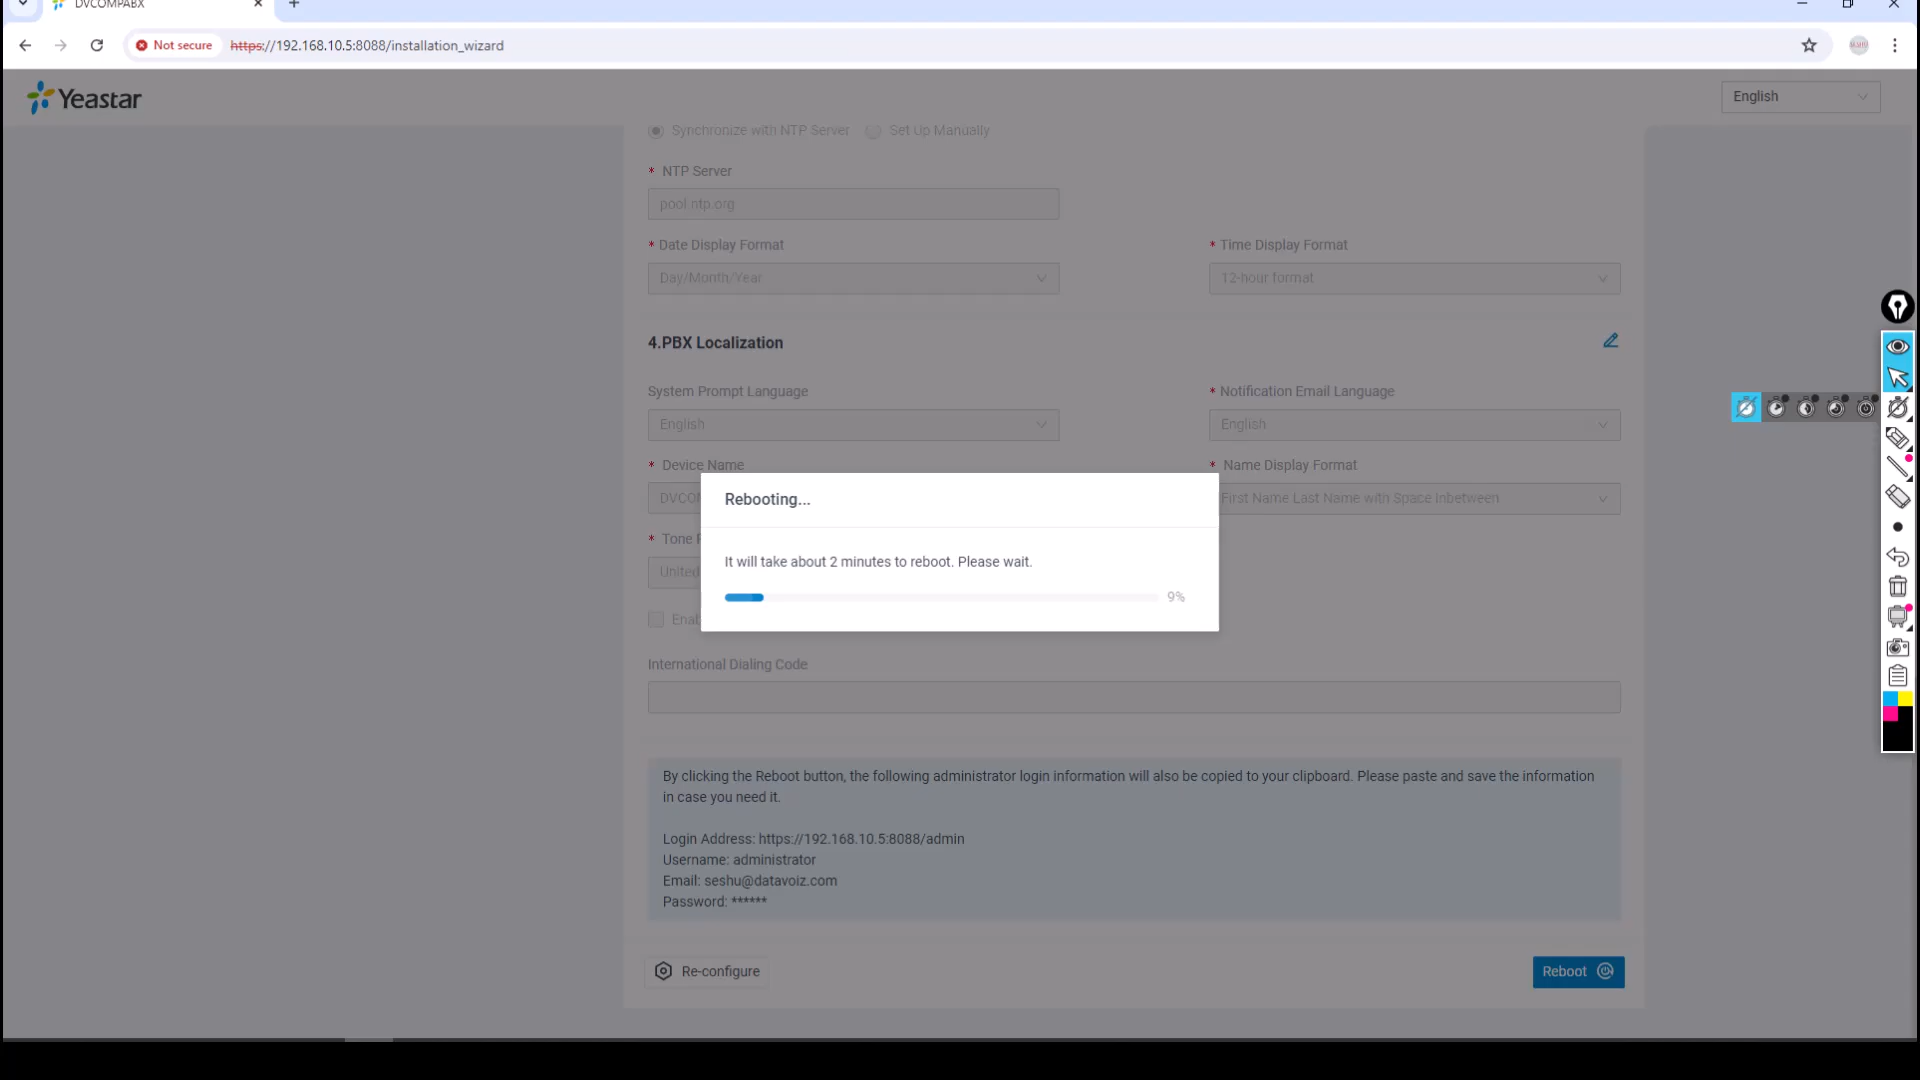 DVCOMPABX
Not secure https://192.168.10.5:8088/installation_wizard
Yeastar
English
Synchronize with NTP Server Set Up Manually
* NTP Server
pool.ntp.org
* Date Display Format * Time Display Format
Day/Month/Year 12-hour format
4.PBX Localization
System Prompt Language * Notification Email Language
English English
* Device Name * Name Display Format
DVCO First Name Last Name with Space Inbetween
Rebooting...
* Tone
It will take about 2 minutes to reboot. Please wait.
United
9%
Enal
International Dialing Code
By clicking the Reboot button, the following administrator login information will also be copied to your clipboard. Please paste and save the information
in case you need it.
Login Address: https://192.168.10.5:8088/admin
Username: administrator
Email: seshu@datavoiz.com
Password: ******
Re-configure Reboot